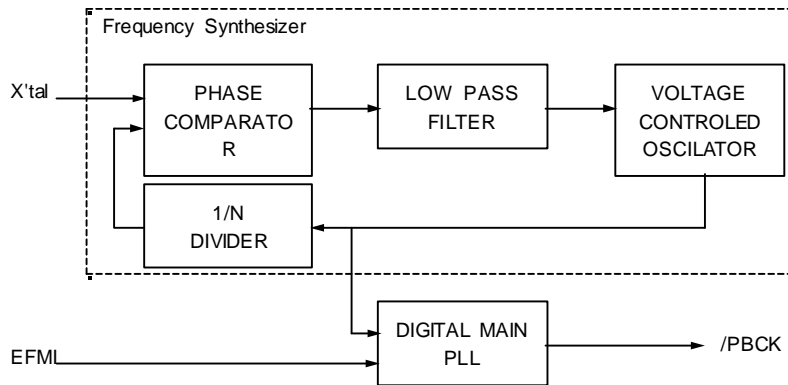 Frequency Synthesizer
X'tal
PHASE
COMPARATO
R
LOW PASS
FILTER
VOLTAGE
CONTROLED
OSCILATOR
1/N
DIVIDER
EFMI
DIGITAL MAIN
PLL
/PBCK